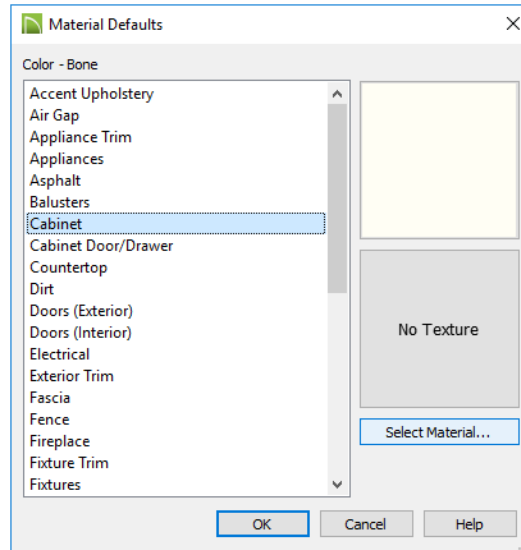 Material Defaults
Color - Bone
Accent Upholstery
Air Gap
Appliance Trim
Appliances
Asphalt
Balusters
Cabinet
Cabinet Door/Drawer
Countertop
Dirt
Doors (Exterior)
Doors (Interior)
Electrical
Exterior Trim
Fascia
Fence
Fireplace
Fixture Trim
Fixtures
No Texture
Select Material...
OK Cancel Help